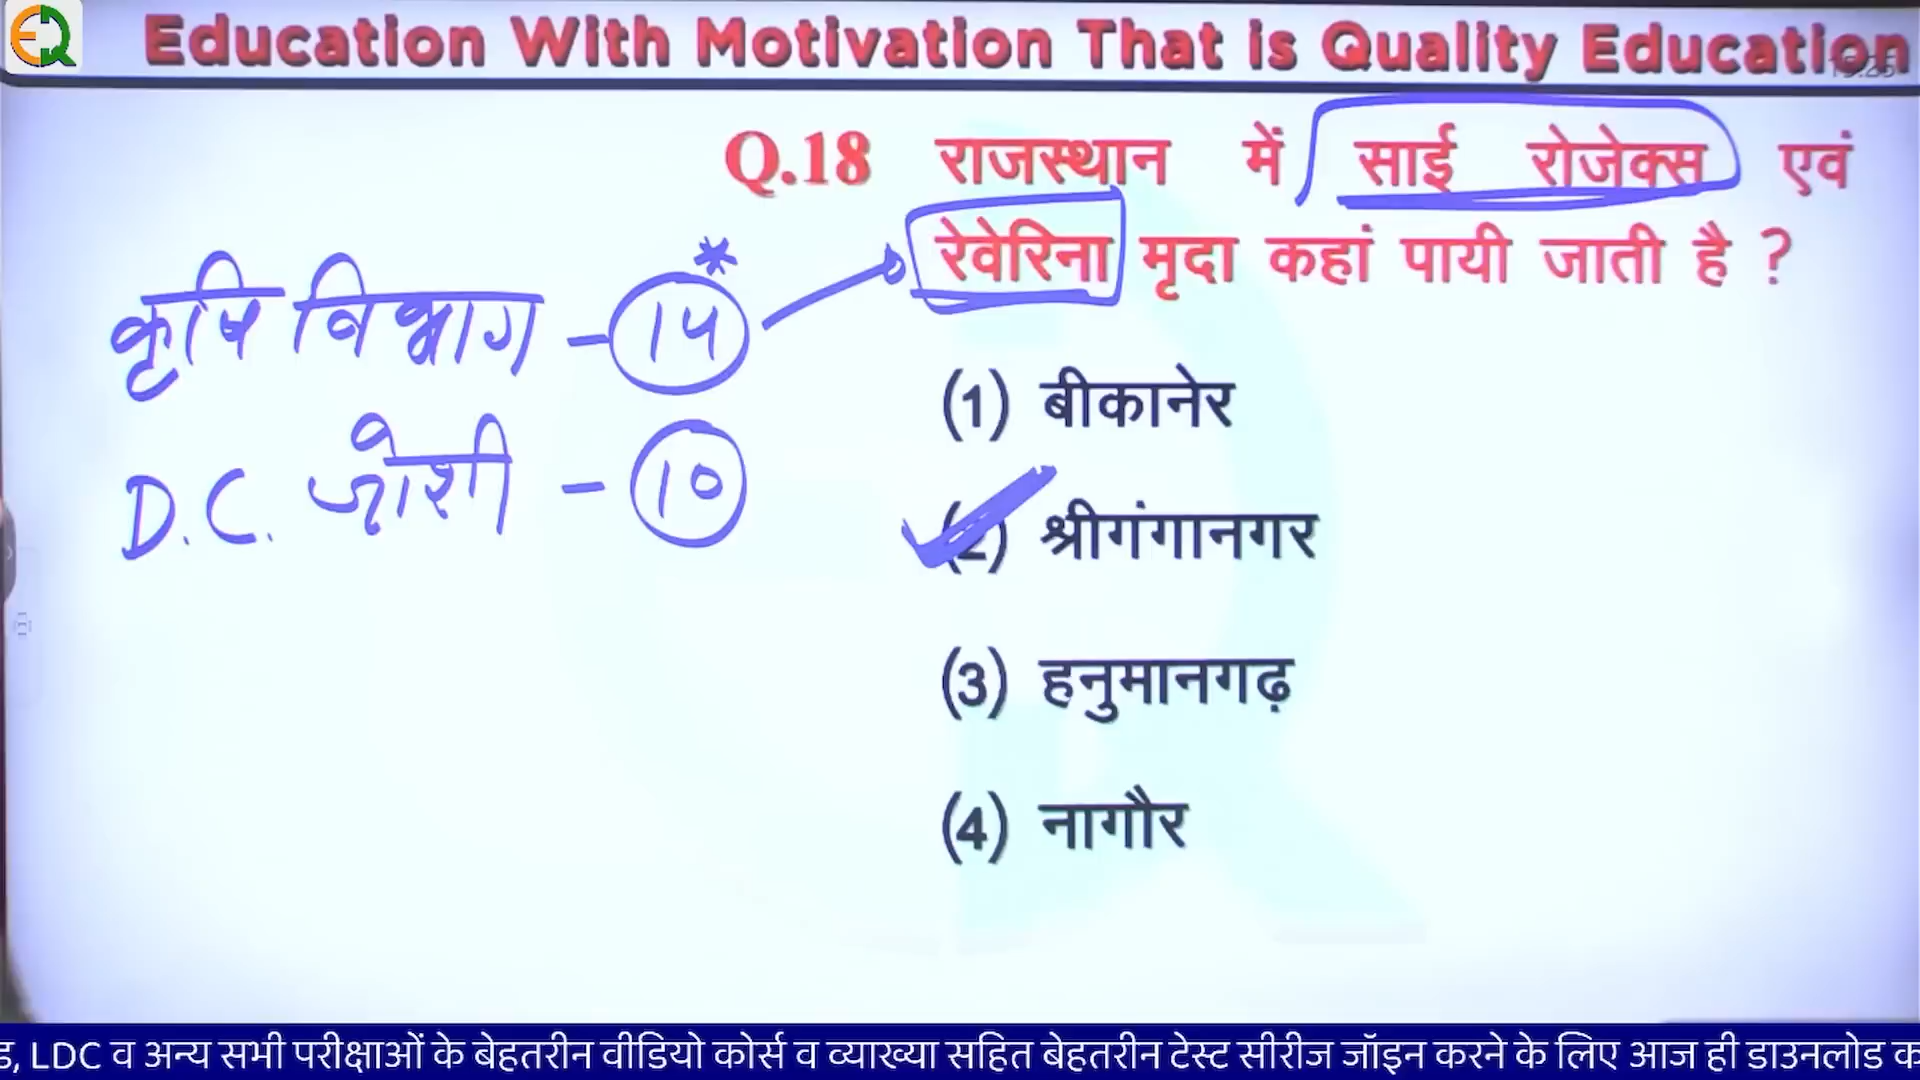 Education With Motivation That is Quality Education
Q.18 राजस्थान में साई रोजेक्स एवं
रेवेरिना मृदा कहां पायी जाती है ?
कृषि विभाग - 14
D.C. जोशी - 10
(1) बीकानेर
(2) श्रीगंगानगर
(3) हनुमानगढ़
(4) नागौर
LDC व अन्य सभी परीक्षाओं के बेहतरीन वीडियो कोर्स व व्याख्या सहित बेहतरीन टेस्ट सीरीज जॉइन करने के लिए आज ही डाउनलोड